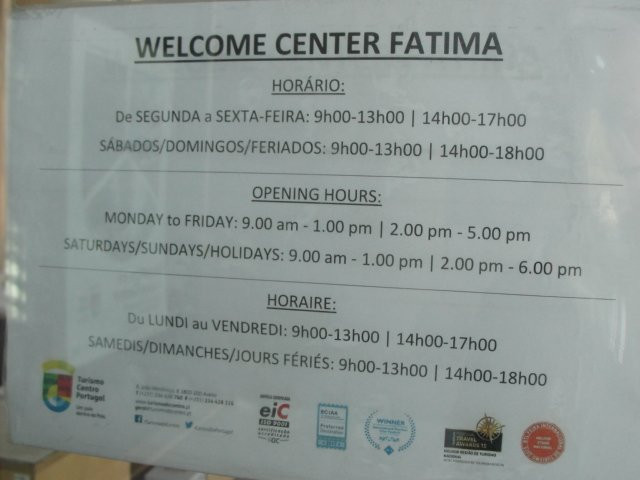 WELCOME CENTER FATIMA
HORÁRIO:
De SEGUNDA a SEXTA-FEIRA: 9h00-13h00 | 14h00-17h00
SÁBADOS/DOMINGOS/FERIADOS: 9h00-13h00 | 14h00-18h00
OPENING HOURS:
MONDAY to FRIDAY: 9.00 am - 1.00 pm | 2.00 pm - 5.00 pm
SATURDAYS/SUNDAYS/HOLIDAYS: 9.00 am - 1.00 pm | 2.00 pm - 6.00 pm
HORAIRE:
Du LUNDI au VENDREDI: 9h00-13h00 | 14h00-17h00
SAMEDIS/DIMANCHES/JOURS FÉRIÉS: 9h00-13h00 | 14h00-18h00
Turismo
Centro
Portugal
eiC
ISO 9001
WINNER
TRAVEL